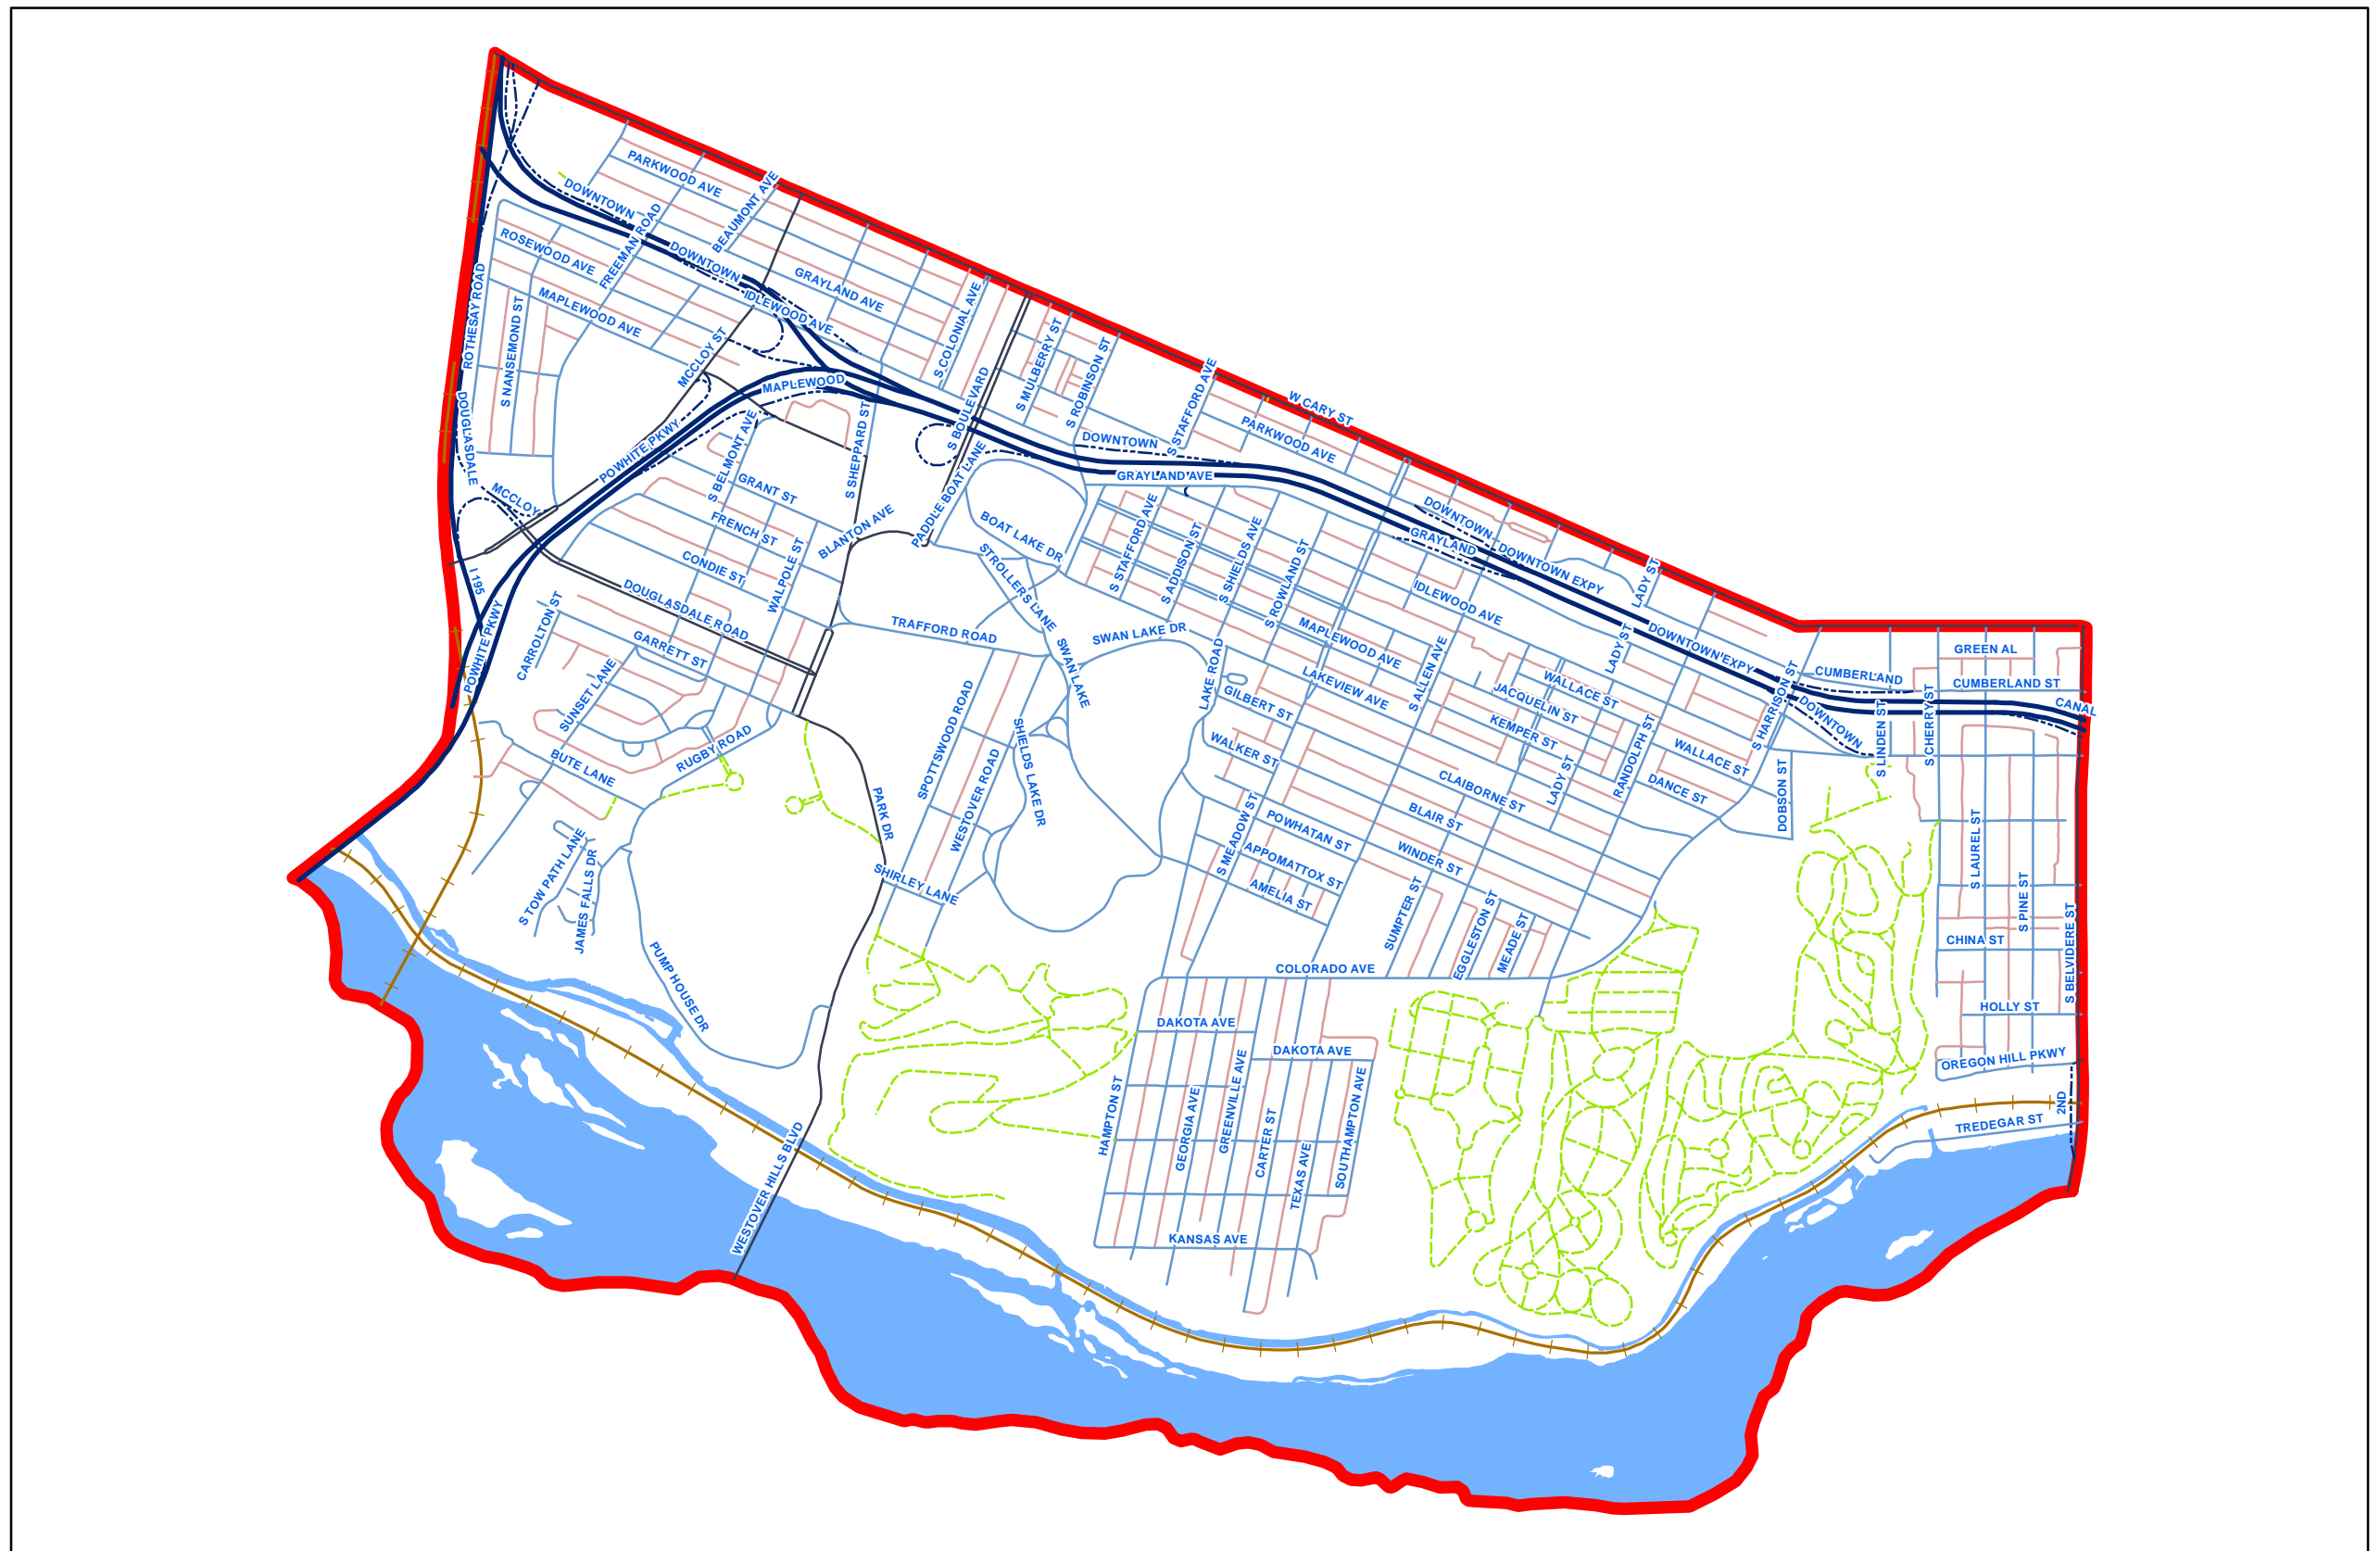 PARKWOOD AVE
BEAUMONT AVE
DOWNTOWN
FREEMAN ROAD
ROSEWOOD AVE
DOWNTOWN
GRAYLAND AVE
ROTHESAY ROAD
S NANSEMOND ST
MAPLEWOOD AVE
IDLEWOOD AVE
S COLONIAL AVE
MCCLOY ST
S MULBERRY ST
S ROBINSON ST
MAPLEWOOD
S BOULEVARD
S STAFFORD AVE
W CARY ST
PARKWOOD AVE
DOUGLASDALE
POWHITE PKWY
S BELMONT AVE
S SHEPPARD ST
DOWNTOWN
GRAYLAND AVE
MCCLOY
GRANT ST
PADDLE BOAT LANE
FRENCH ST
BLANTON AVE
BOAT LAKE DR
S STAFFORD AVE
S ADDISON ST
S SHIELDS AVE
S ROWLAND ST
DOWNTOWN
GRAYLAND
DOWNTOWN EXPY
I 195
CONDIE ST
WALPOLE ST
STROLLERS LANE
IDLEWOOD AVE
LADY ST
POWHITE PKWY
CARROLTON ST
DOUGLASDALE ROAD
GARRETT ST
TRAFFORD ROAD
SWAN LAKE DR
MAPLEWOOD AVE
LADY ST
DOWNTOWN EXPY
GREEN AL
SUNSET LANE
SWAN LAKE
LAKE ROAD
LAKEVIEW AVE
S ALLEN AVE
WALLACE ST
JACQUELIN ST
S HARRISON ST
CUMBERLAND
CUMBERLAND ST
CANAL
SPOTTSWOOD ROAD
SHIELDS LAKE DR
GILBERT ST
KEMPER ST
RANDOLPH ST
WALLACE ST
DOWNTOWN
S LINDEN ST
S CHERRY ST
BUTE LANE
RUGBY ROAD
WESTOVER ROAD
WALKER ST
CLAIBORNE ST
LADY ST
DANCE ST
DOBSON ST
PARK DR
S MEADOW ST
POWHATAN ST
BLAIR ST
S LAUREL ST
S TOW PATH LANE
JAMES FALLS DR
SHIRLEY LANE
APPOMATTOX ST
AMELIA ST
WINDER ST
S PINE ST
SUMPTER ST
EGGLESTON ST
MEADE ST
CHINA ST
S BELVIDERE ST
PUMP HOUSE DR
COLORADO AVE
HOLLY ST
DAKOTA AVE
DAKOTA AVE
OREGON HILL PKWY
HAMPTON ST
GEORGIA AVE
GREENVILLE AVE
CARTER ST
TEXAS AVE
SOUTHAMPTON AVE
2ND
TREDEGAR ST
WESTOVER HILLS BLVD
KANSAS AVE